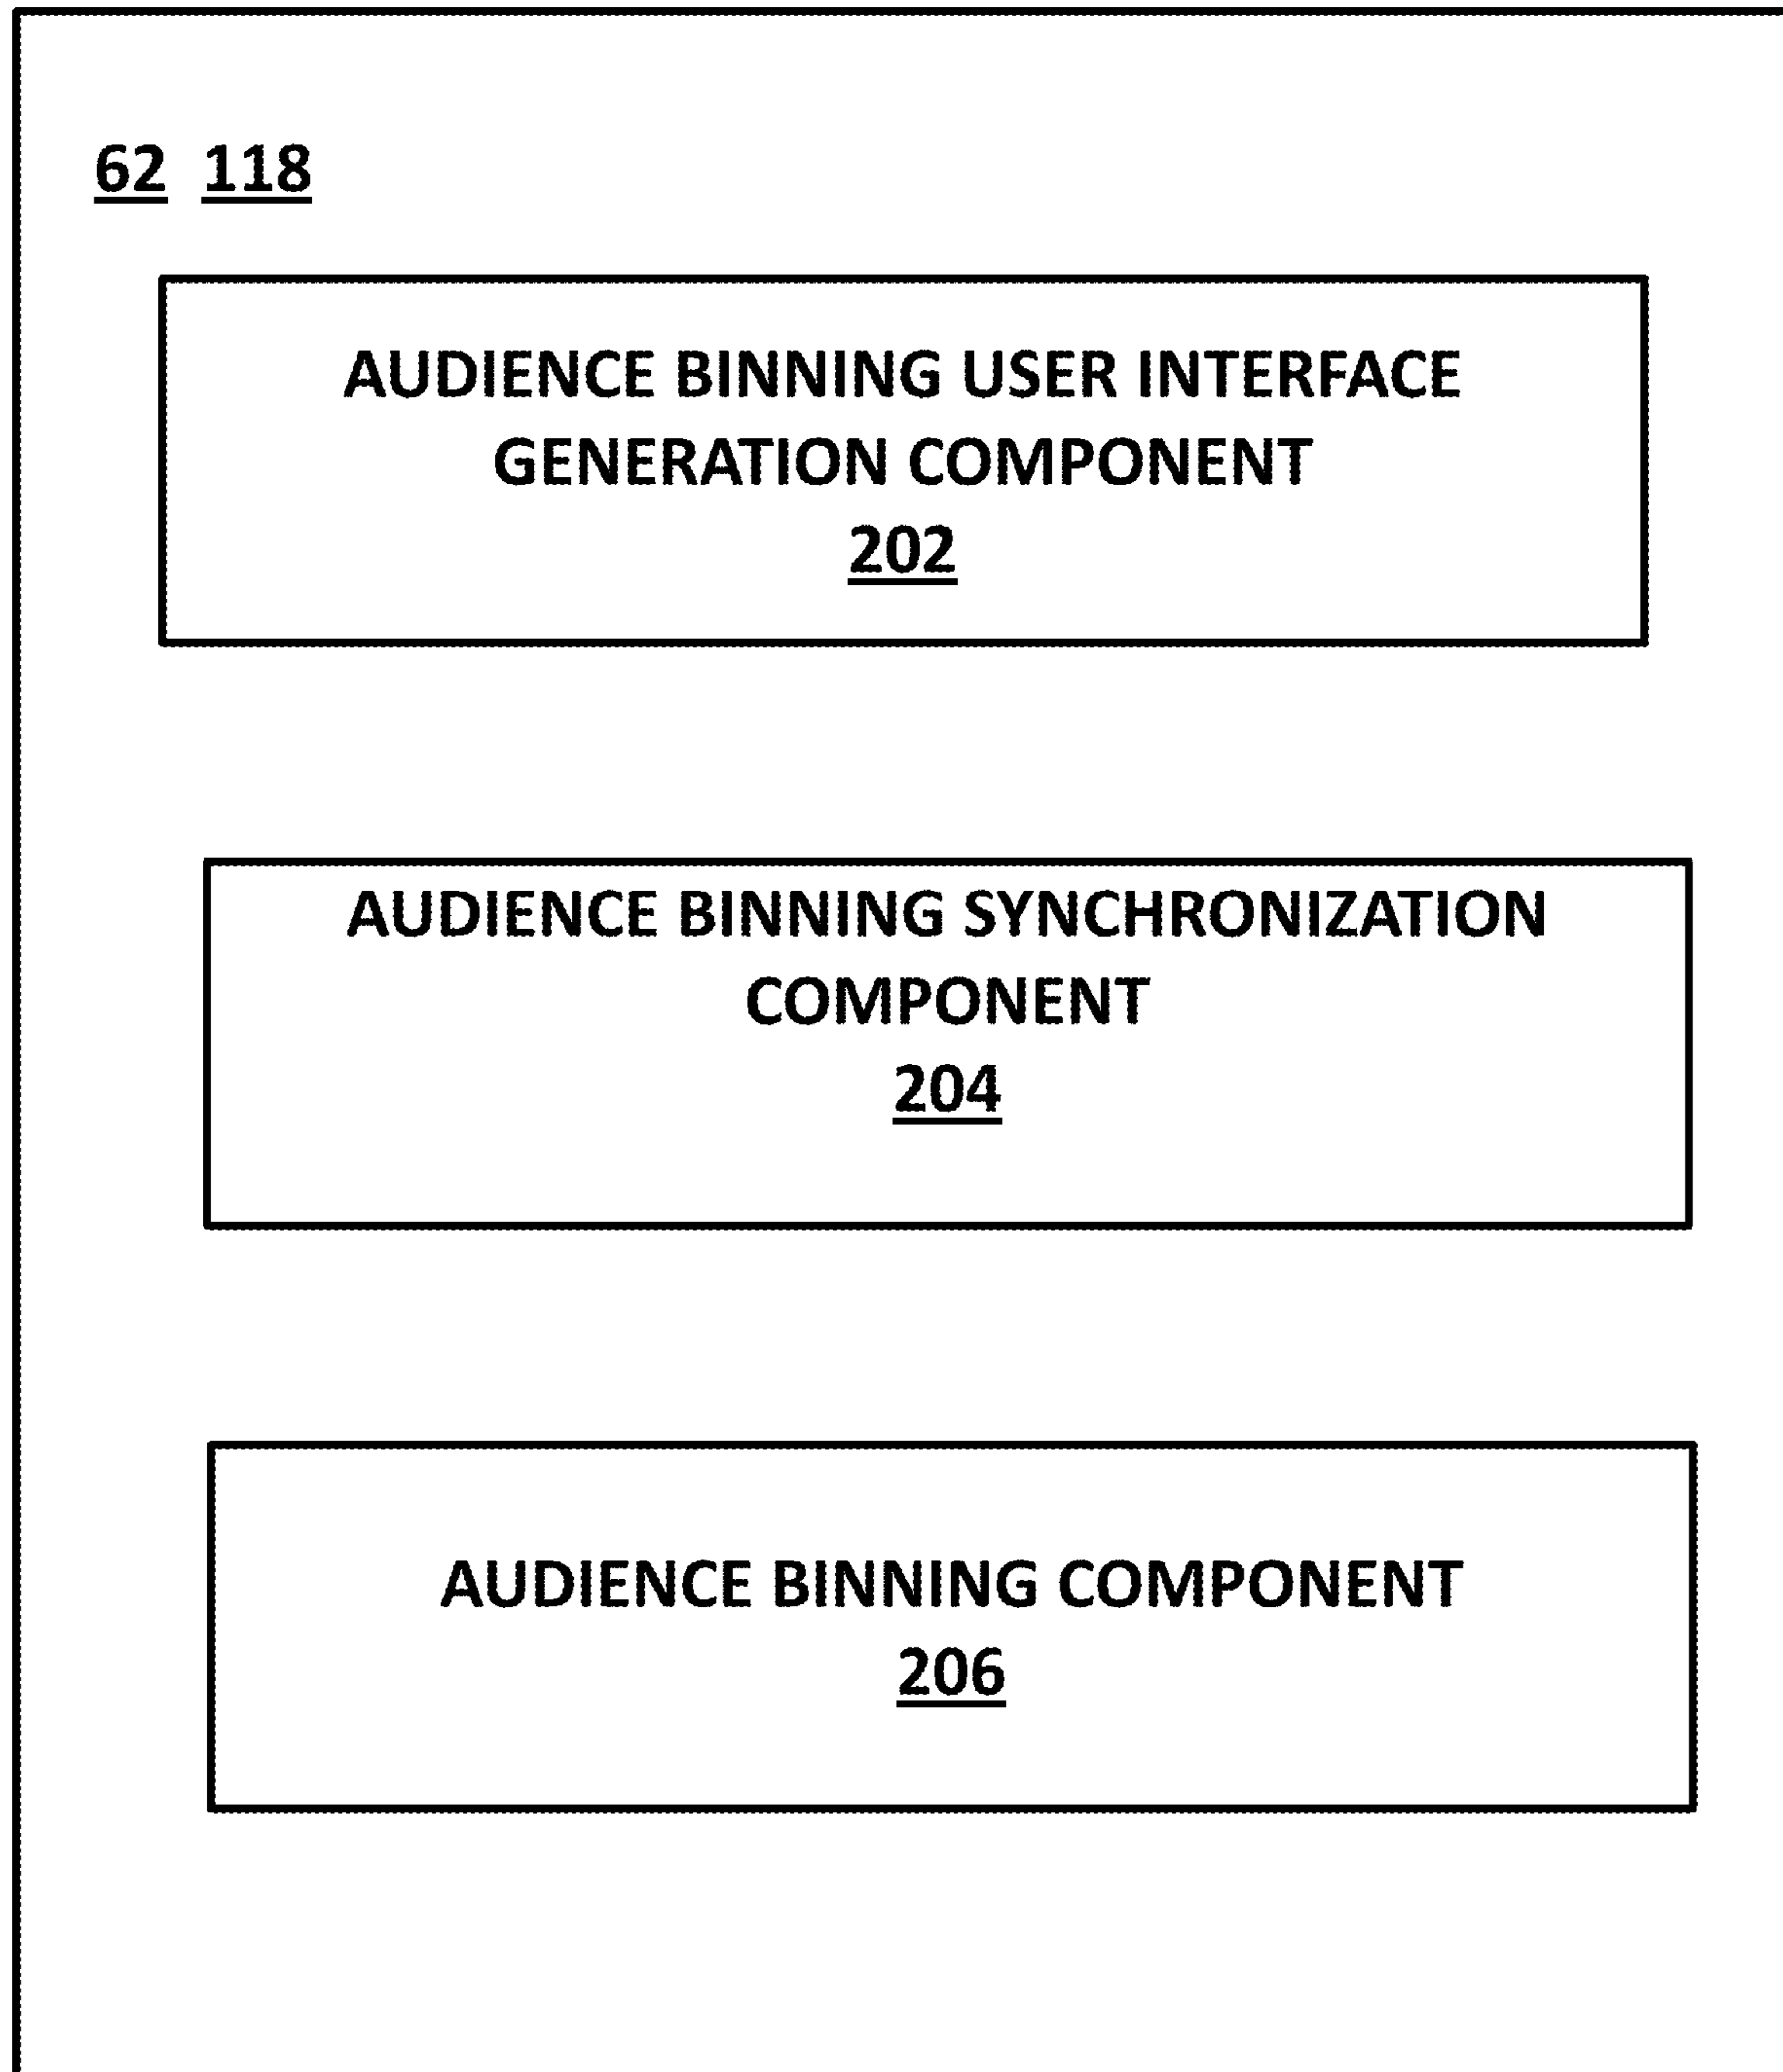 62 118
AUDIENCE BINNING USER INTERFACE
GENERATION COMPONENT
202
AUDIENCE BINNING SYNCHRONIZATION
COMPONENT
204
AUDIENCE BINNING COMPONENT
206